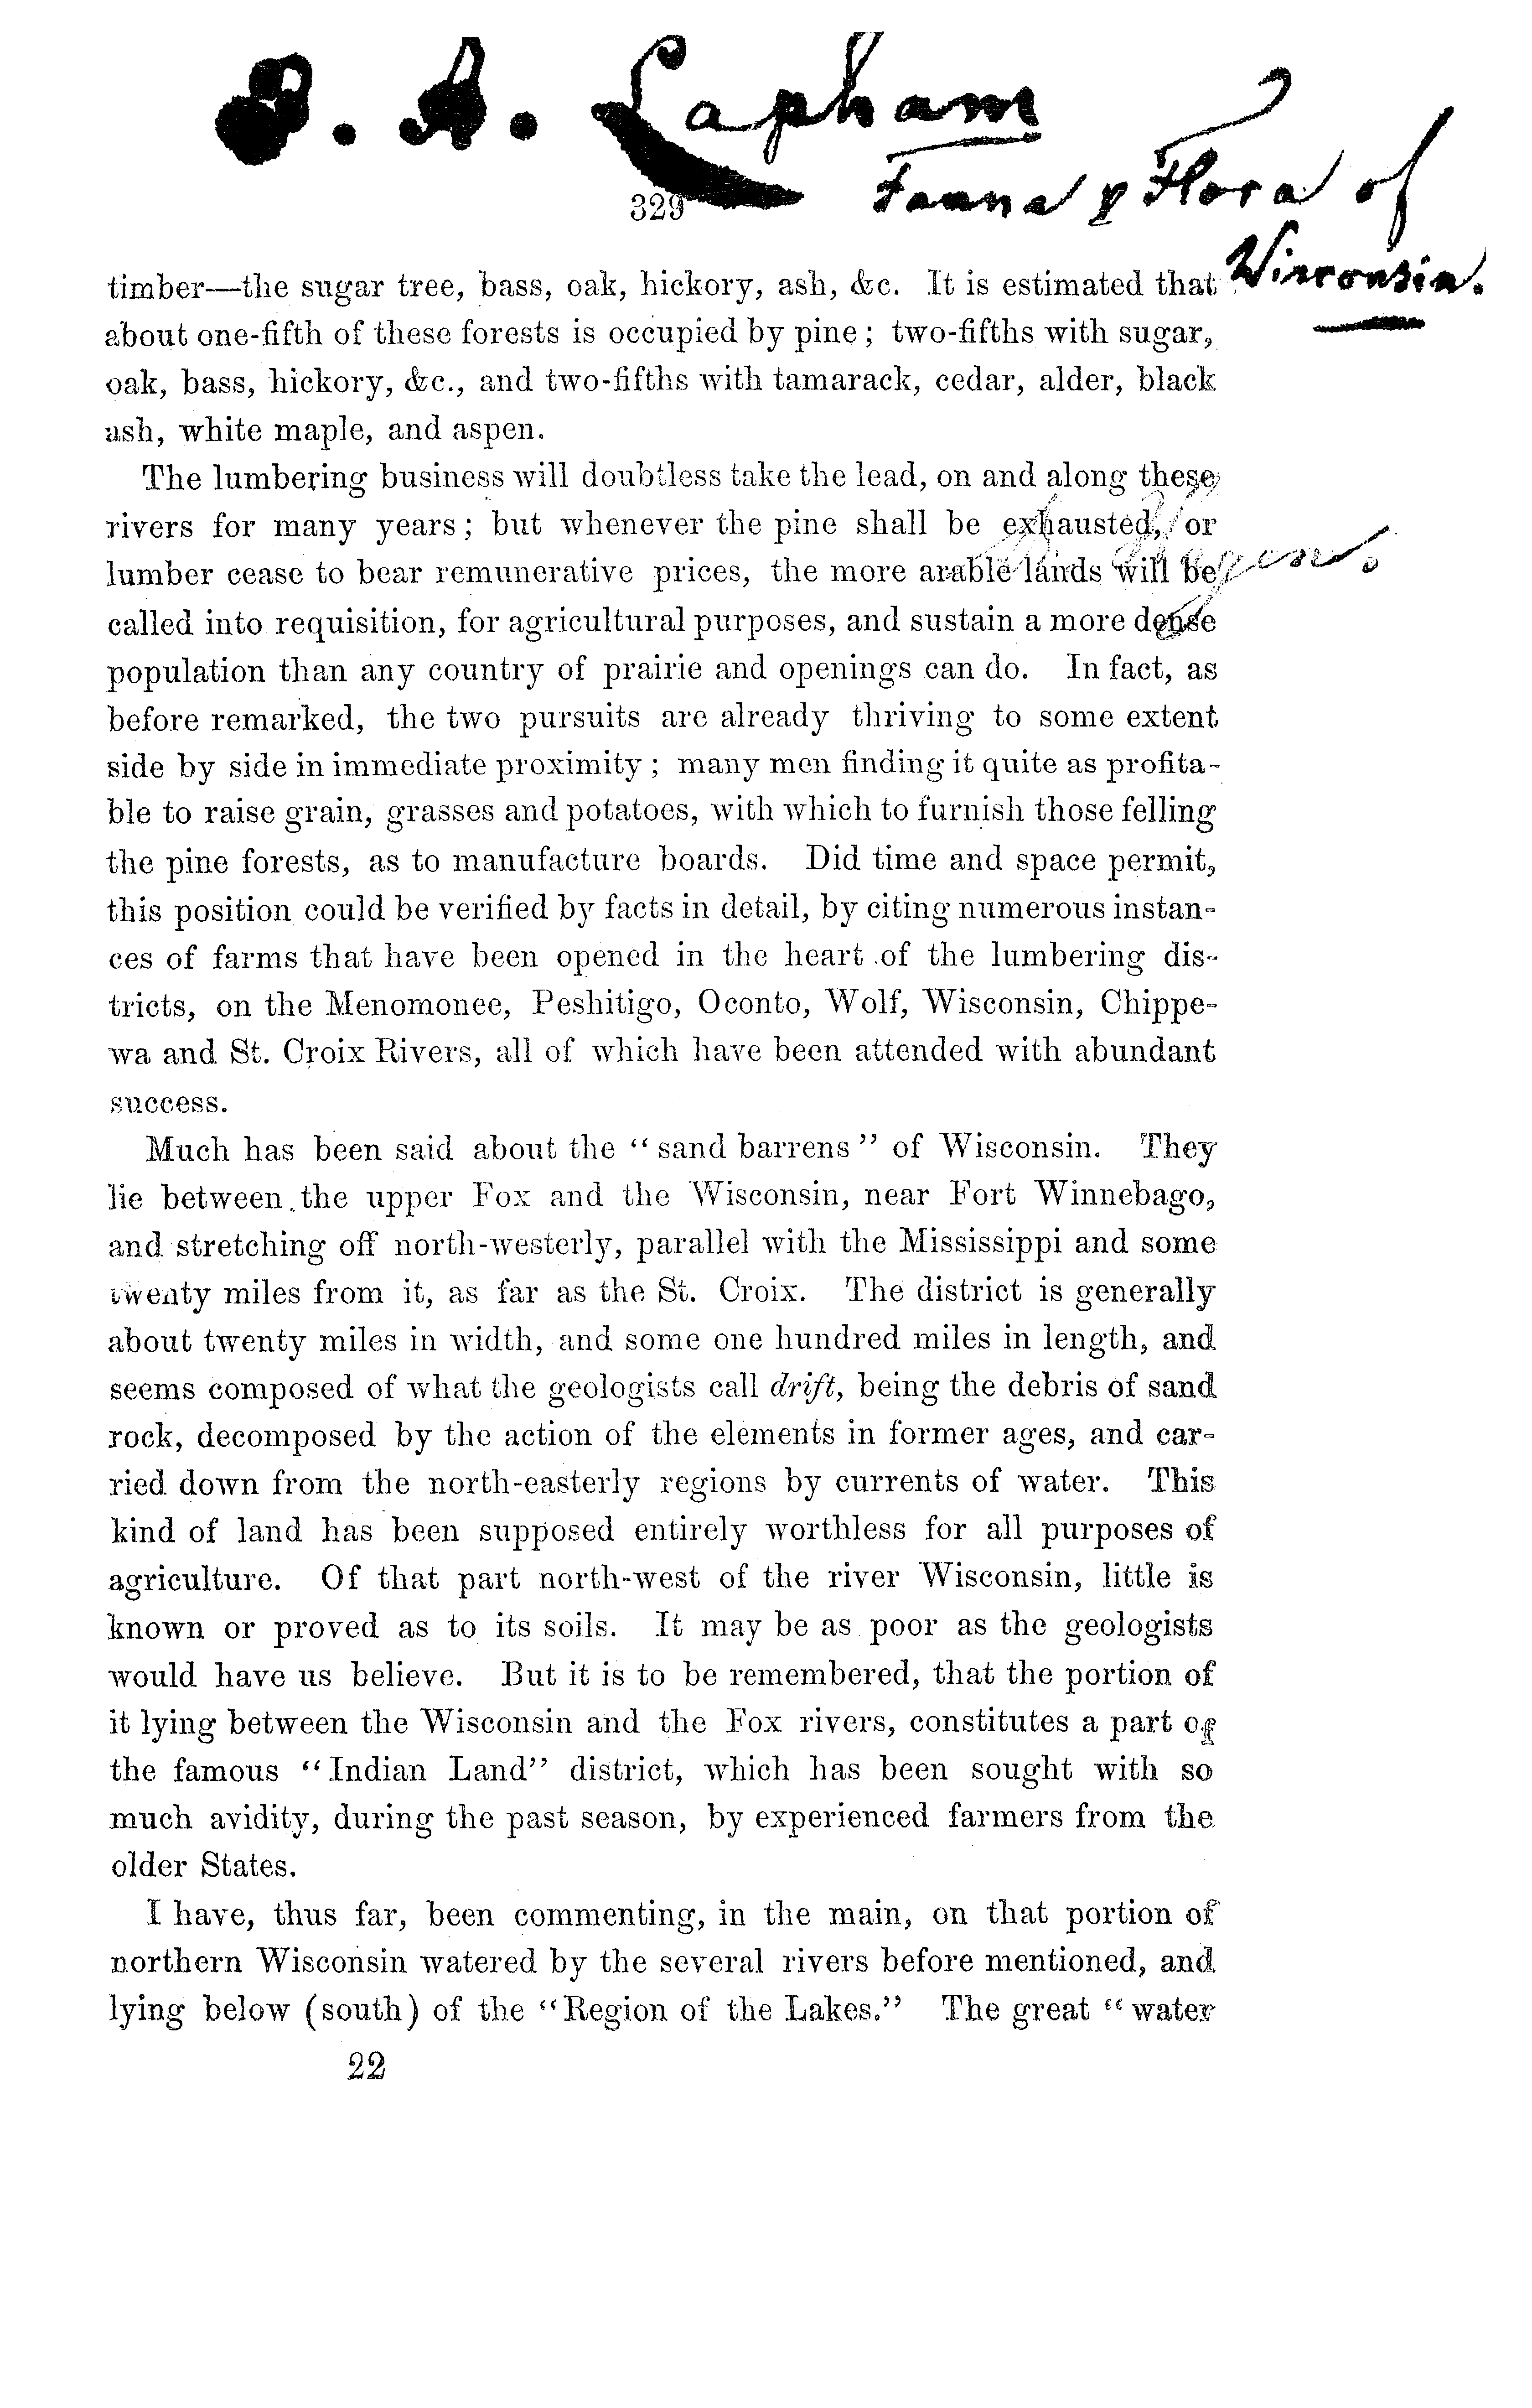 I. A. Lapham
Fauna & Flora of
Wisconsin.
329
timber—the sugar tree, bass, oak, hickory, ash, &c. It is estimated that
about one-fifth of these forests is occupied by pine; two-fifths with sugar,
oak, bass, hickory, &c., and two-fifths with tamarack, cedar, alder, black
ash, white maple, and aspen.
The lumbering business will doubtless take the lead, on and along these
rivers for many years; but whenever the pine shall be exhausted, or
lumber cease to bear remunerative prices, the more arable lands will be
called into requisition, for agricultural purposes, and sustain a more dense
population than any country of prairie and openings can do. In fact, as
before remarked, the two pursuits are already thriving to some extent
side by side in immediate proximity; many men finding it quite as profita-
ble to raise grain, grasses and potatoes, with which to furnish those felling
the pine forests, as to manufacture boards. Did time and space permit,
this position could be verified by facts in detail, by citing numerous instan-
ces of farms that have been opened in the heart of the lumbering dis-
tricts, on the Menomonee, Peshitigo, Oconto, Wolf, Wisconsin, Chippe-
wa and St. Croix Rivers, all of which have been attended with abundant
success.
Much has been said about the “sand barrens” of Wisconsin. They
lie between the upper Fox and the Wisconsin, near Fort Winnebago,
and stretching off north-westerly, parallel with the Mississippi and some
twenty miles from it, as far as the St. Croix. The district is generally
about twenty miles in width, and some one hundred miles in length, and
seems composed of what the geologists call drift, being the debris of sand
rock, decomposed by the action of the elements in former ages, and car-
ried down from the north-easterly regions by currents of water. This
kind of land has been supposed entirely worthless for all purposes of
agriculture. Of that part north-west of the river Wisconsin, little is
known or proved as to its soils. It may be as poor as the geologists
would have us believe. But it is to be remembered, that the portion of
it lying between the Wisconsin and the Fox rivers, constitutes a part of
the famous “Indian Land” district, which has been sought with so
much avidity, during the past season, by experienced farmers from the
older States.
I have, thus far, been commenting, in the main, on that portion of
northern Wisconsin watered by the several rivers before mentioned, and
lying below (south) of the “Region of the Lakes.” The great “water
22